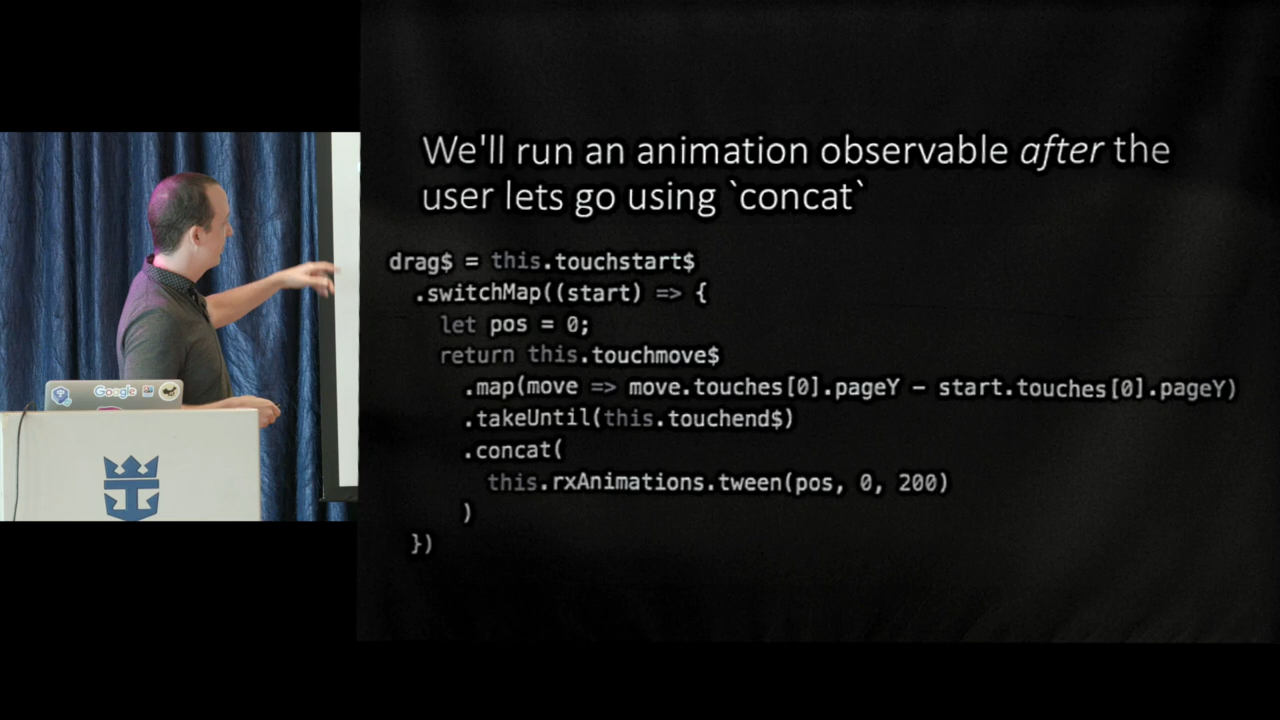 We'll run an animation observable after the
user lets go using `concat`
drag$ = this.touchstart$
.switchMap((start) => {
let pos = 0;
return this.touchmove$
.map(move => move.touches[0].pageY - start.touches[0].pageY)
.takeUntil(this.touchend$)
.concat(
this.rxAnimations.tween(pos, 0, 200)
)
})
Google